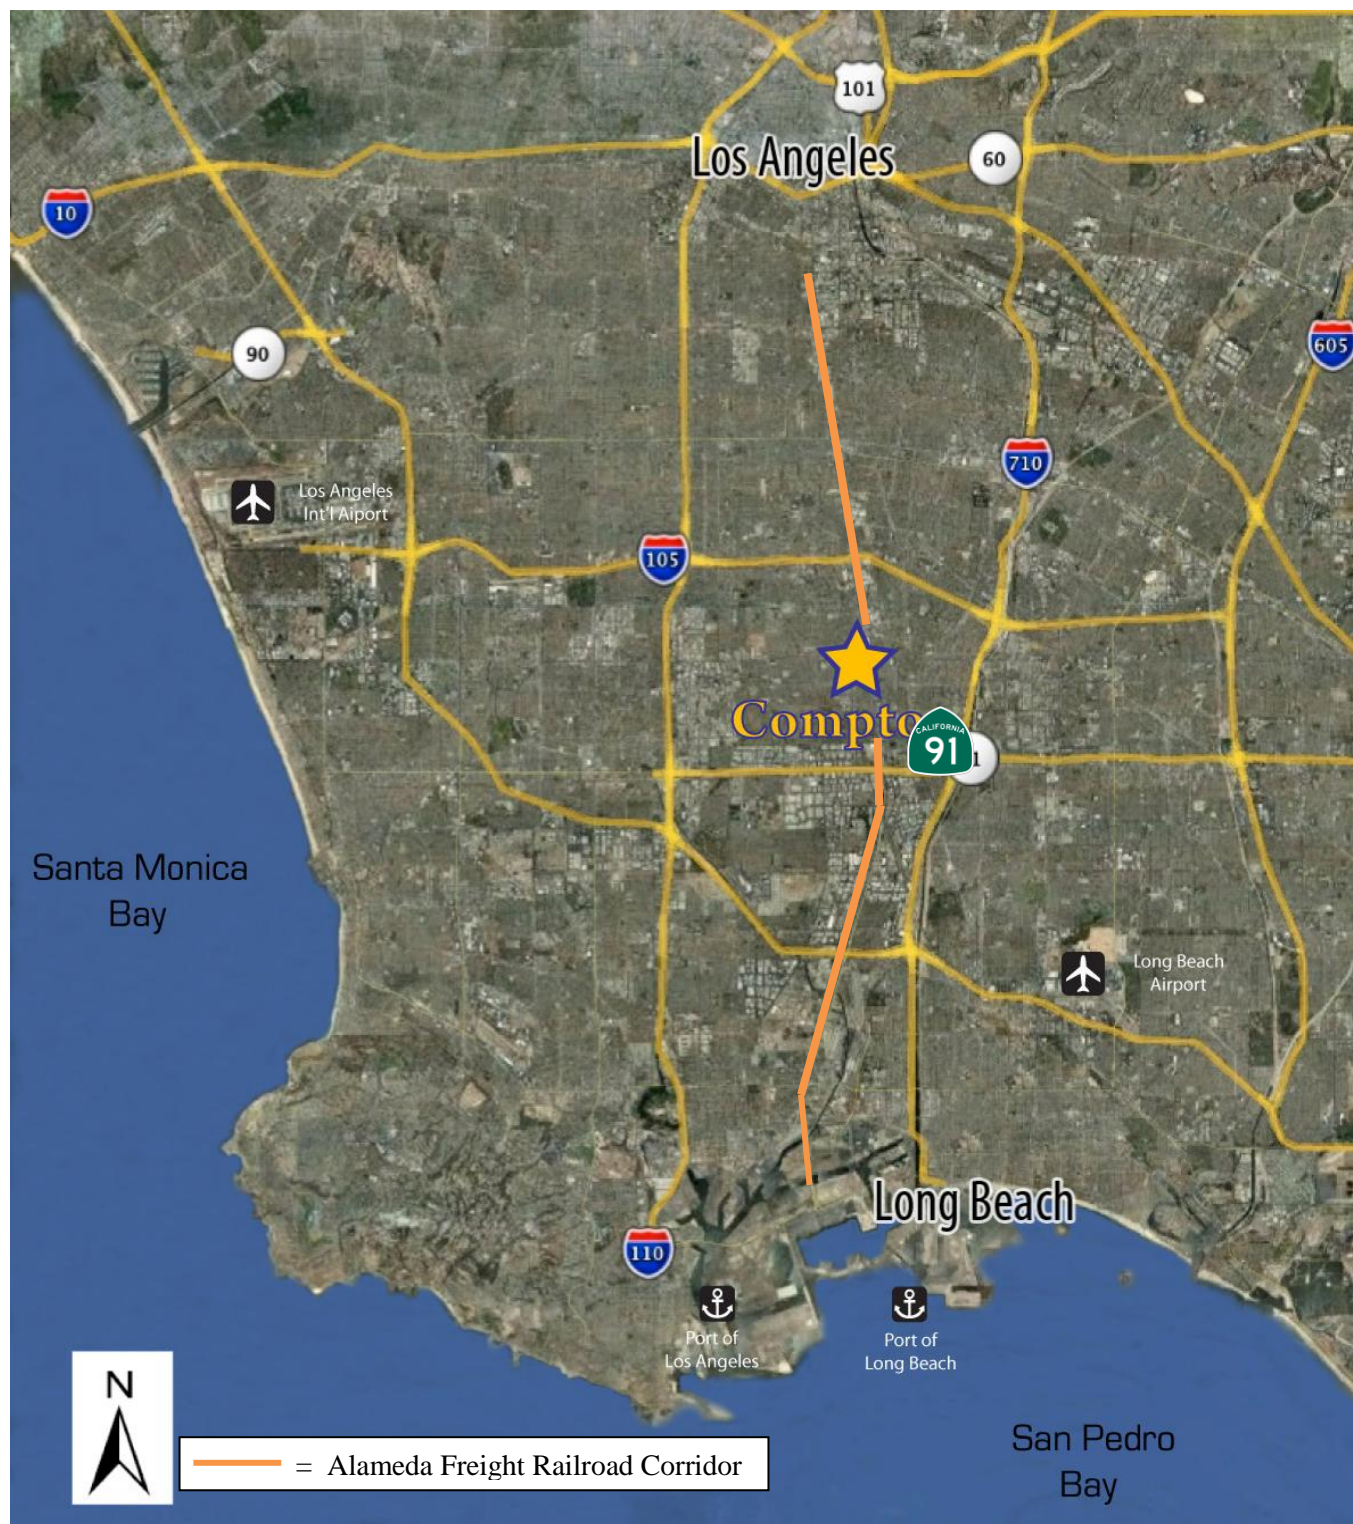 101
Los Angeles
60
10
90
605
710
Los Angeles
Int'l Aiport
105
Compto
CALIFORNIA
91
1
Santa Monica
Bay
Long Beach
Airport
Long Beach
110
Port of
Los Angeles
Port of
Long Beach
N
San Pedro
Bay
= Alameda Freight Railroad Corridor